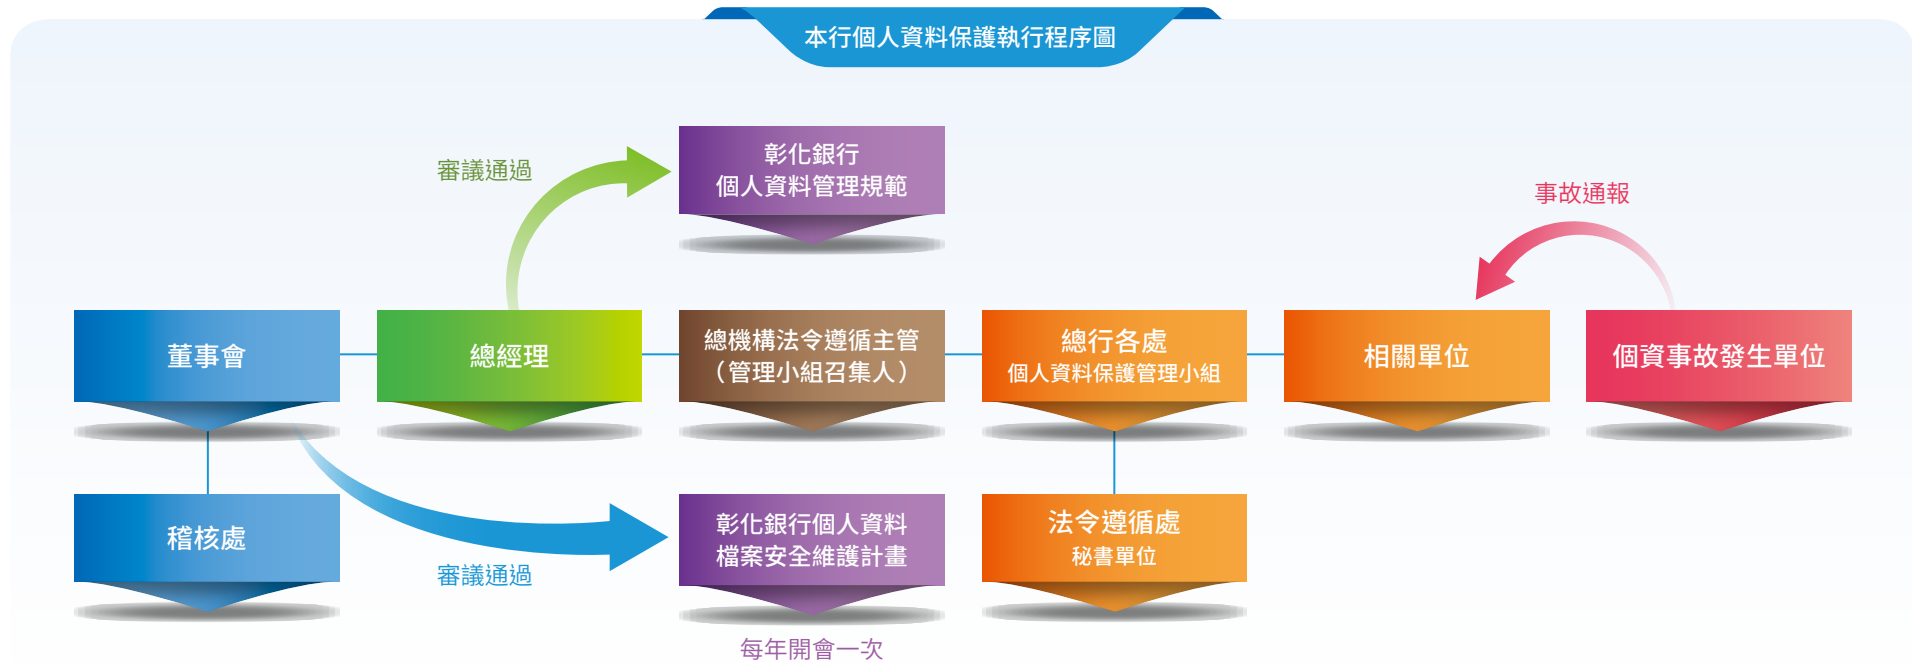 本行個人資料保護執行程序圖
審議通過
彰化銀行
個人資料管理規範
事故通報
董事會
總經理
總機構法令遵循主管
（管理小組召集人）
總行各處
個人資料保護管理小組
相關單位
個資事故發生單位
稽核處
審議通過
彰化銀行個人資料
檔案安全維護計畫
每年開會一次
法令遵循處
秘書單位